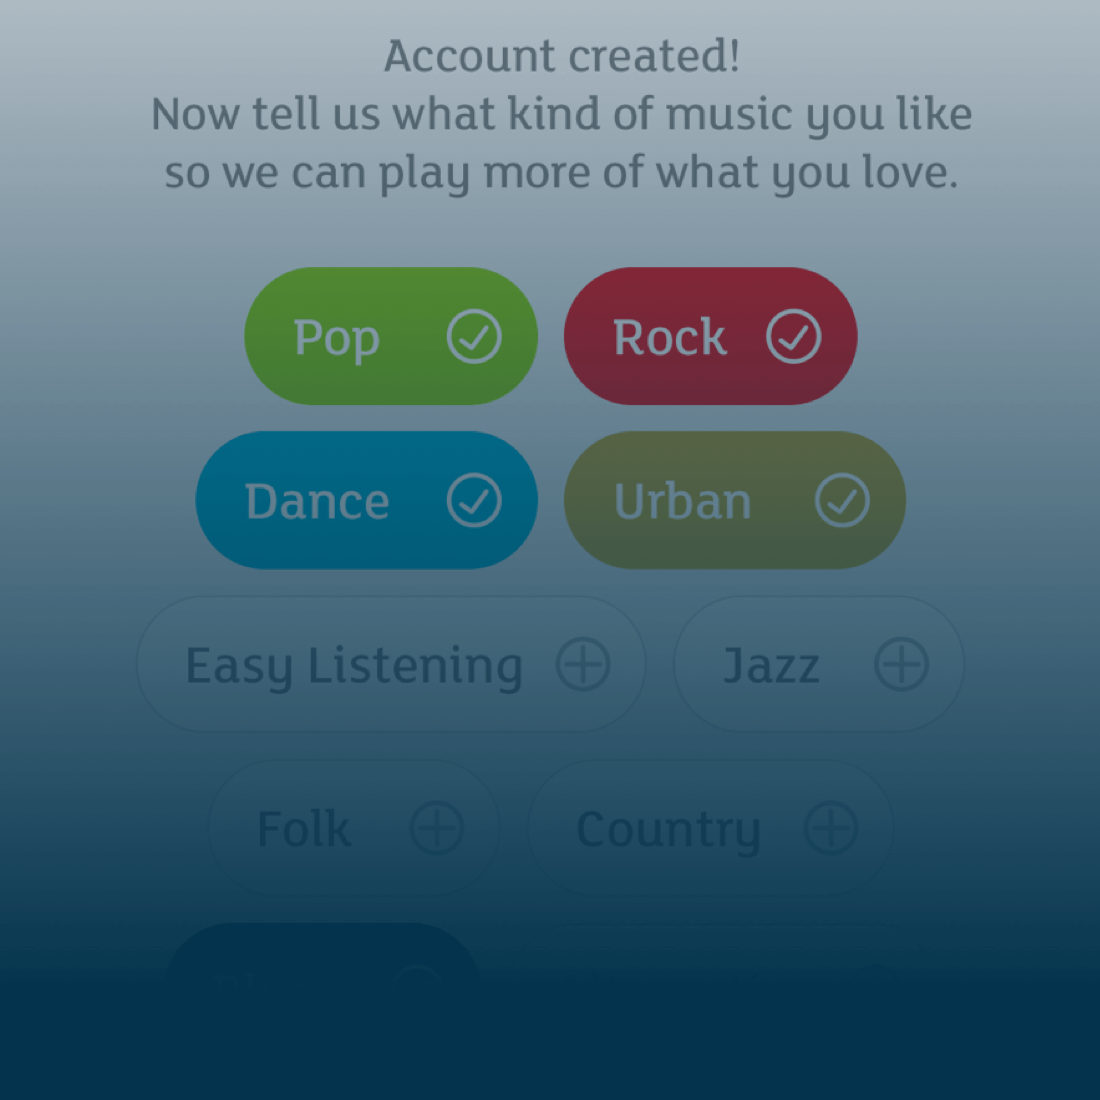 Account created!
Now tell us what kind of music you like
so we can play more of what you love.
Pop Rock
Dance Urban
Easy Listening Jazz
Folk Country